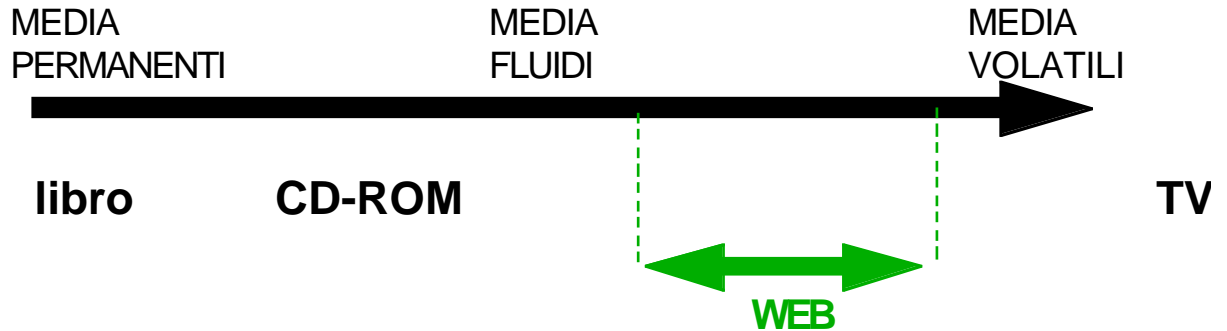 MEDIA PERMANENTI
MEDIA FLUIDI
MEDIA VOLATILI
libro CD-ROM TV
WEB